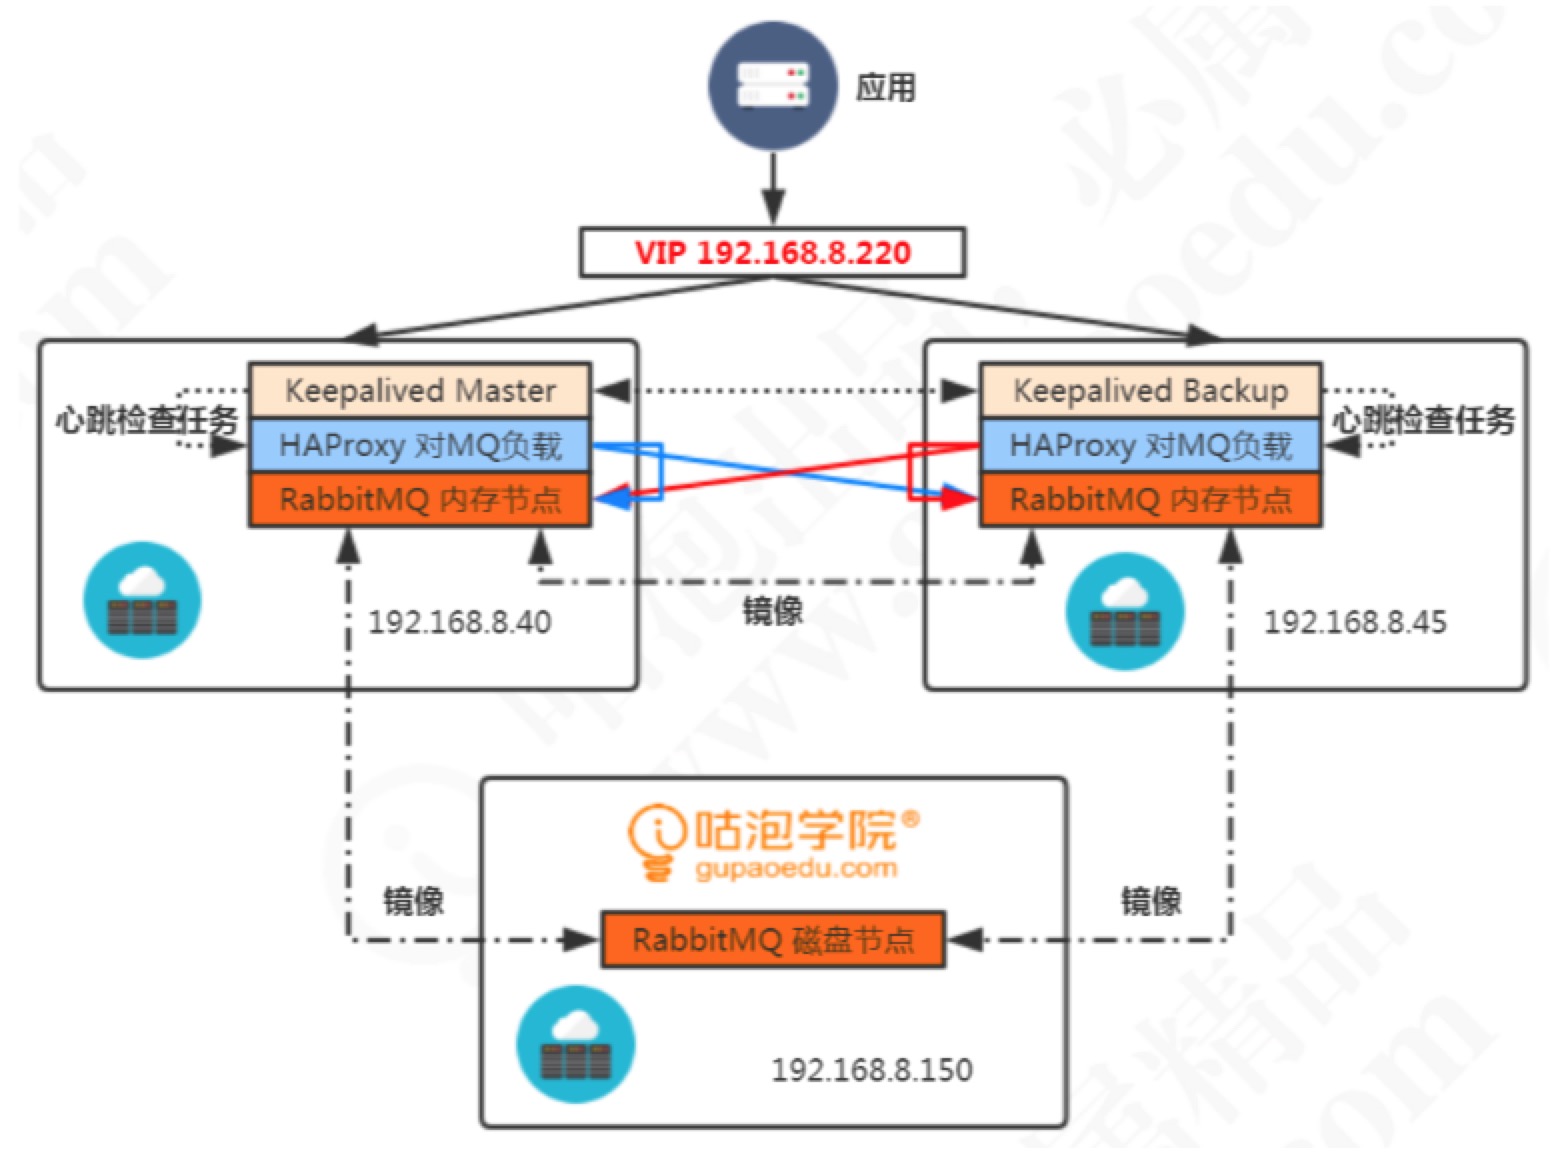 应用
VIP 192.168.8.220
Keepalived Master
Keepalived Backup
心跳检查任务
心跳检查任务
HAProxy 对MQ负载
HAProxy 对MQ负载
RabbitMQ 内存节点
RabbitMQ 内存节点
镜像
192.168.8.40
192.168.8.45
咕泡学院®
gupaoedu.com
镜像
镜像
RabbitMQ 磁盘节点
192.168.8.150